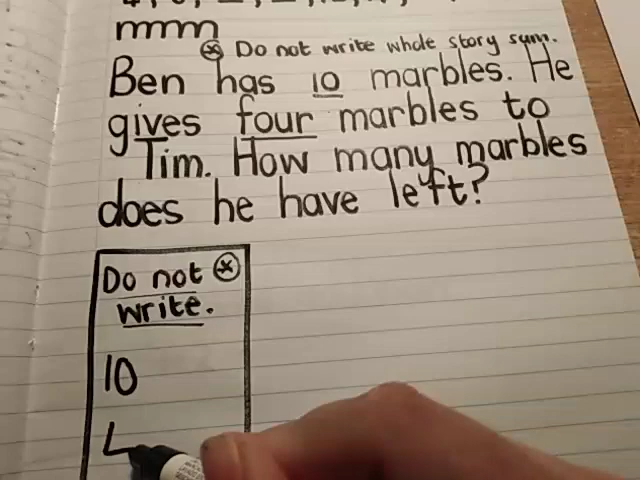 mmm
Do not write whole story sum.
Ben has 10 marbles. He
gives four marbles to
Tim. How many marbles
does he have left?
Do not
write.
10